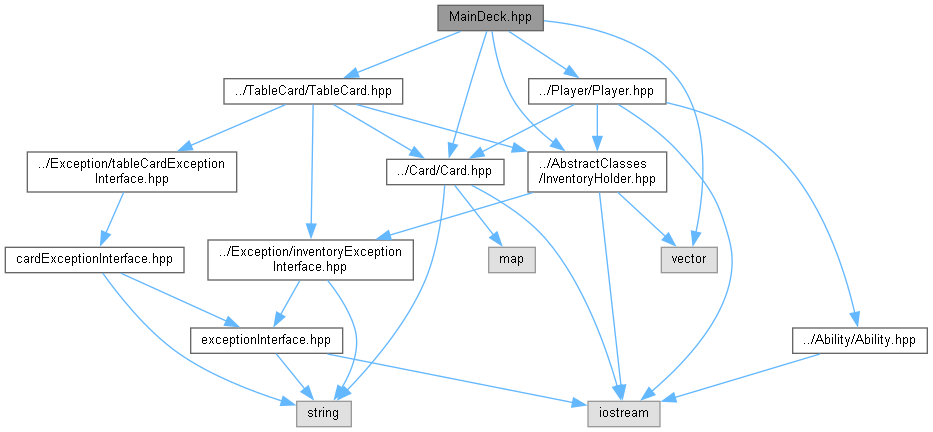 MainDeck.hpp
../TableCard/TableCard.hpp
../Player/Player.hpp
../Exception/tableCardException
Interface.hpp
../Card/Card.hpp
../AbstractClasses
/InventoryHolder.hpp
cardExceptionInterface.hpp
../Exception/inventoryException
Interface.hpp
map
vector
exceptionInterface.hpp
../Ability/Ability.hpp
string
iostream